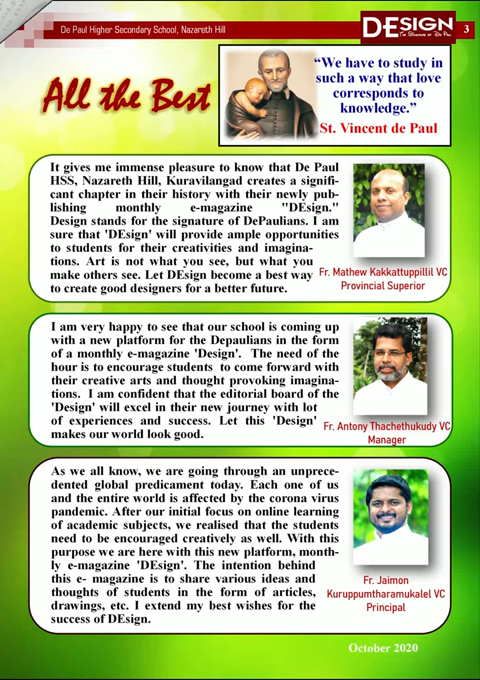 De Paul Higher Secondary School, Nazareth Hill
DESIGN
The Signature of De Paul
3
All the Best
“We have to study in
such a way that love
corresponds to
knowledge.”
St. Vincent de Paul
It gives me immense pleasure to know that De Paul
HSS, Nazareth Hill, Kuravilangad creates a signifi-
cant chapter in their history with their newly pub-
lishing monthly e-magazine "DEsign."
Design stands for the signature of DePaulians. I am
sure that 'DEsign' will provide ample opportunities
to students for their creativities and imagina-
tions. Art is not what you see, but what you
make others see. Let DEsign become a best way
to create good designers for a better future.
Fr. Mathew Kakkattuppillil VC
Provincial Superior
I am very happy to see that our school is coming up
with a new platform for the Depaulians in the form
of a monthly e-magazine 'Design'. The need of the
hour is to encourage students to come forward with
their creative arts and thought provoking imagina-
tions. I am confident that the editorial board of the
'Design' will excel in their new journey with lot
of experiences and success. Let this 'Design'
makes our world look good.
Fr. Antony Thachethukudy VC
Manager
As we all know, we are going through an unprece-
dented global predicament today. Each one of us
and the entire world is affected by the corona virus
pandemic. After our initial focus on online learning
of academic subjects, we realised that the students
need to be encouraged creatively as well. With this
purpose we are here with this new platform, month-
ly e-magazine 'DEsign'. The intention behind
this e- magazine is to share various ideas and
thoughts of students in the form of articles,
drawings, etc. I extend my best wishes for the
success of DEsign.
Fr. Jaimon
Kuruppumtharamukalel VC
Principal
October 2020